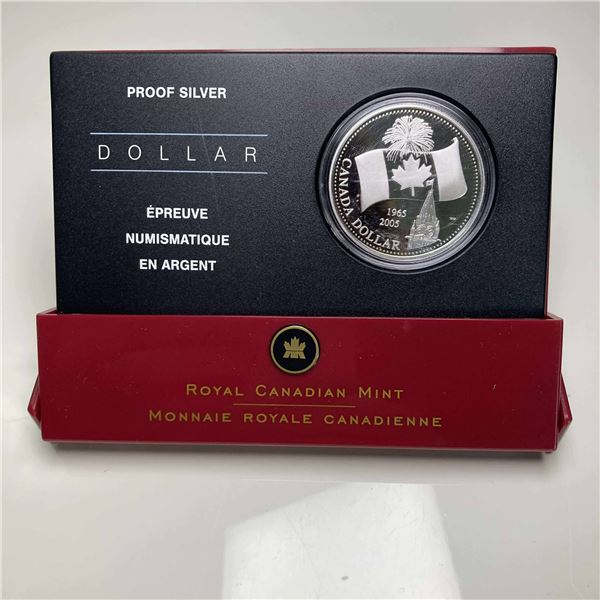 PROOF SILVER
DOLLAR
ÉPREUVE
NUMISMATIQUE
EN ARGENT
CANADA DOLLAR
1965
2005
ROYAL CANADIAN MINT
MONNAIE ROYALE CANADIENNE